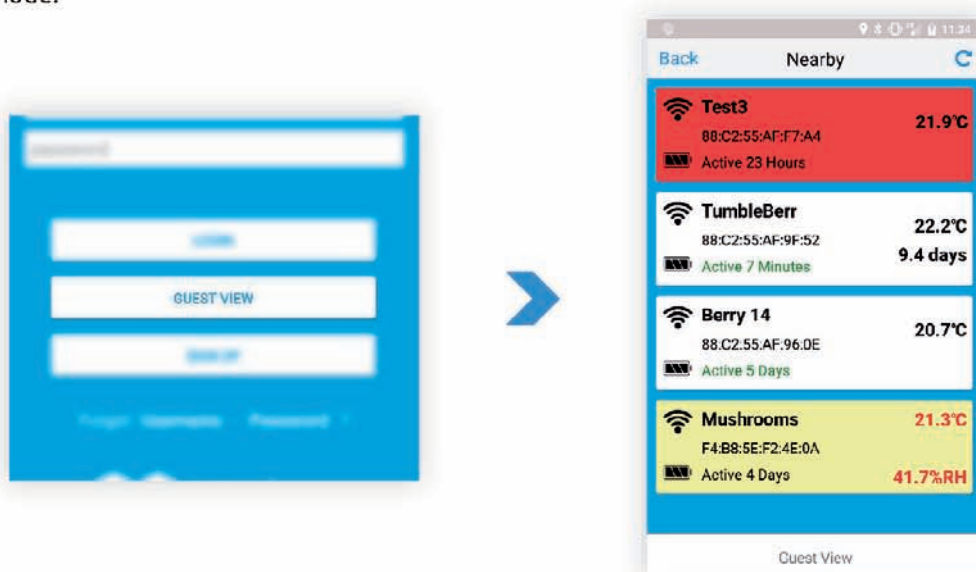 GUEST VIEW
11:34
Back
Nearby
Test3
21.9°C
88:C2:55:AF:F7:A4
Active 23 Hours
TumbleBerr
22.2°C
88:C2:55:AF:9F:52
9.4 days
Active 7 Minutes
Berry 14
20.7°C
88:C2:55:AF:96:0E
Active 5 Days
Mushrooms
21.3°C
F4:B8:5E:F2:4E:0A
Active 4 Days
41.7%RH
Guest View